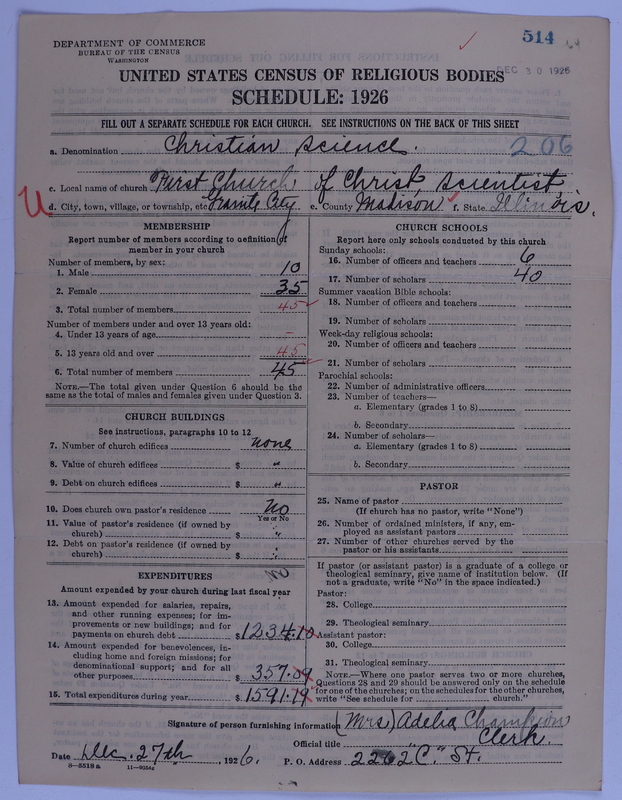 514
DEC 30 1926
DEPARTMENT OF COMMERCE
BUREAU OF THE CENSUS
WASHINGTON
UNITED STATES CENSUS OF RELIGIOUS BODIES
SCHEDULE: 1926
FILL OUT A SEPARATE SCHEDULE FOR EACH CHURCH. SEE INSTRUCTIONS ON THE BACK OF THIS SHEET
a. Denomination Christian Science. 206
c. Local name of church First Church of Christ, Scientist
U d. City, town, village, or township, etc. Granite City e. County Madison f. State Illinois.
MEMBERSHIP
Report number of members according to definition of member in your church
Number of members, by sex:
1. Male 10
2. Female 35
3. Total number of members 45
Number of members under and over 13 years old:
4. Under 13 years of age –
5. 13 years old and over 45
6. Total number of members 45
NOTE.—The total given under Question 6 should be the same as the total of males and females given under Question 3.
CHURCH BUILDINGS
See instructions, paragraphs 10 to 12
7. Number of church edifices none
8. Value of church edifices $ "
9. Debt on church edifices $ "
10. Does church own pastor's residence No
Yes or No
11. Value of pastor's residence (if owned by church) $ "
12. Debt on pastor's residence (if owned by church) $ "
EXPENDITURES
Amount expended by your church during last fiscal year
13. Amount expended for salaries, repairs, and other running expenses; for improvements or new buildings; and for payments on church debt $ 1234.10
14. Amount expended for benevolences, including home and foreign missions; for denominational support; and for all other purposes $ 357.09
15. Total expenditures during year $ 1591.19
CHURCH SCHOOLS
Report here only schools conducted by this church
Sunday schools:
16. Number of officers and teachers 6
17. Number of scholars 40
Summer vacation Bible schools:
18. Number of officers and teachers
19. Number of scholars
Week-day religious schools:
20. Number of officers and teachers
21. Number of scholars
Parochial schools:
22. Number of administrative officers
23. Number of teachers—
a. Elementary (grades 1 to 8)
b. Secondary
24. Number of scholars—
a. Elementary (grades 1 to 8)
b. Secondary
PASTOR
25. Name of pastor
(If church has no pastor, write "None")
26. Number of ordained ministers, if any, employed as assistant pastors
27. Number of other churches served by the pastor or his assistants
If pastor (or assistant pastor) is a graduate of a college or theological seminary, give name of institution below. (If not a graduate, write "No" in the space indicated.)
Pastor:
28. College
29. Theological seminary
Assistant pastor:
30. College
31. Theological seminary
NOTE.—Where one pastor serves two or more churches, Questions 28 and 29 should be answered only on the schedule for one of the churches; on the schedules for the other churches, write "See schedule for church."
Signature of person furnishing information (Mrs) Adelia Champion
Official title Clerk.
Date Dec. 27th, 1926. P. O. Address 2262 "C" St.
8—5518 a